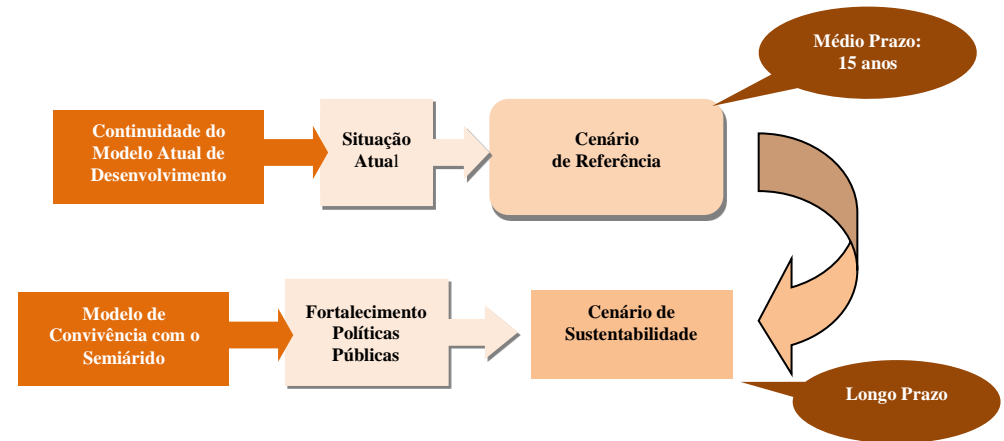 Médio Prazo:
15 anos
Continuidade do
Modelo Atual de
Desenvolvimento
Situação
Atual
Cenário
de Referência
Modelo de
Convivência com o
Semiárido
Fortalecimento
Políticas
Públicas
Cenário de
Sustentabilidade
Longo Prazo